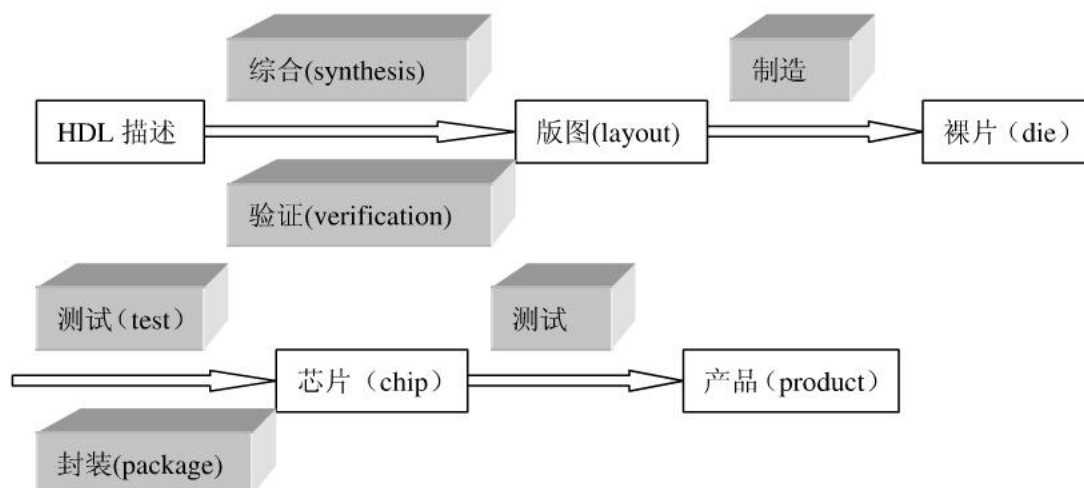 综合(synthesis)
制造
HDL 描述
版图(layout)
裸片（die）
验证(verification)
测试（test）
测试
芯片（chip）
产品（product）
封装(package)